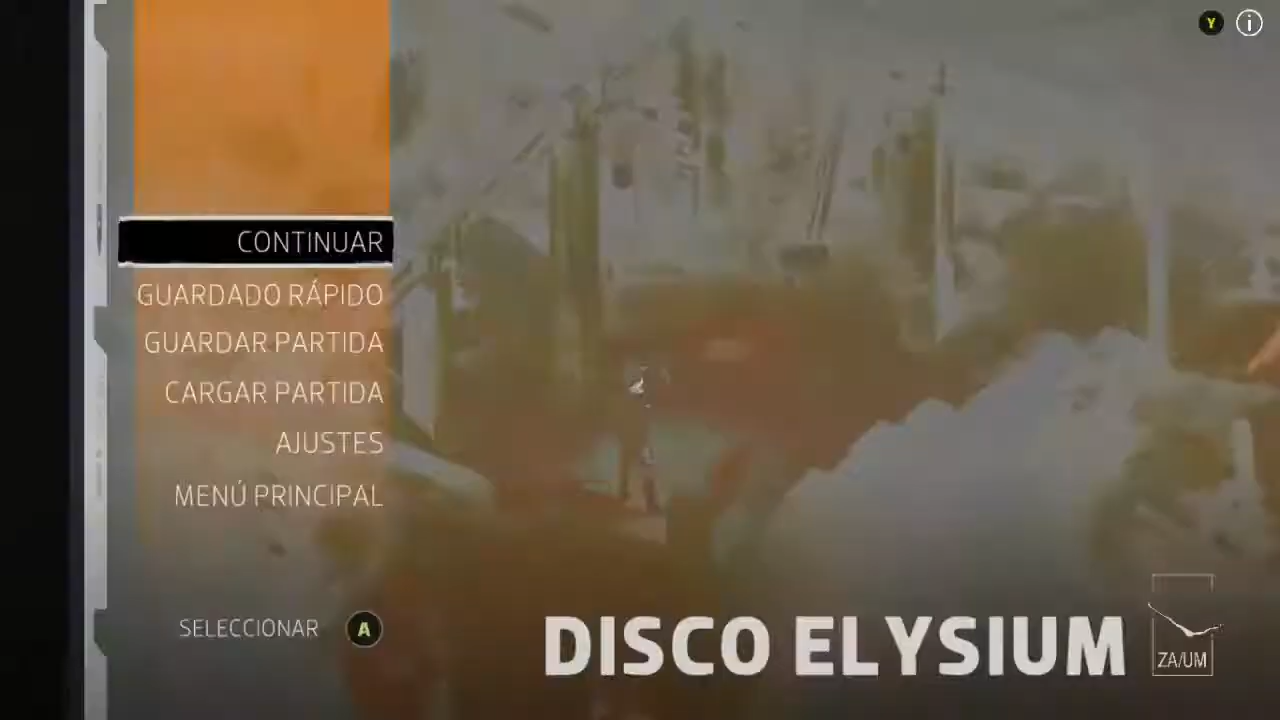 Y i
CONTINUAR
GUARDADO RÁPIDO
GUARDAR PARTIDA
CARGAR PARTIDA
AJUSTES
MENÚ PRINCIPAL
SELECCIONAR A
DISCO ELYSIUM
ZA/UM